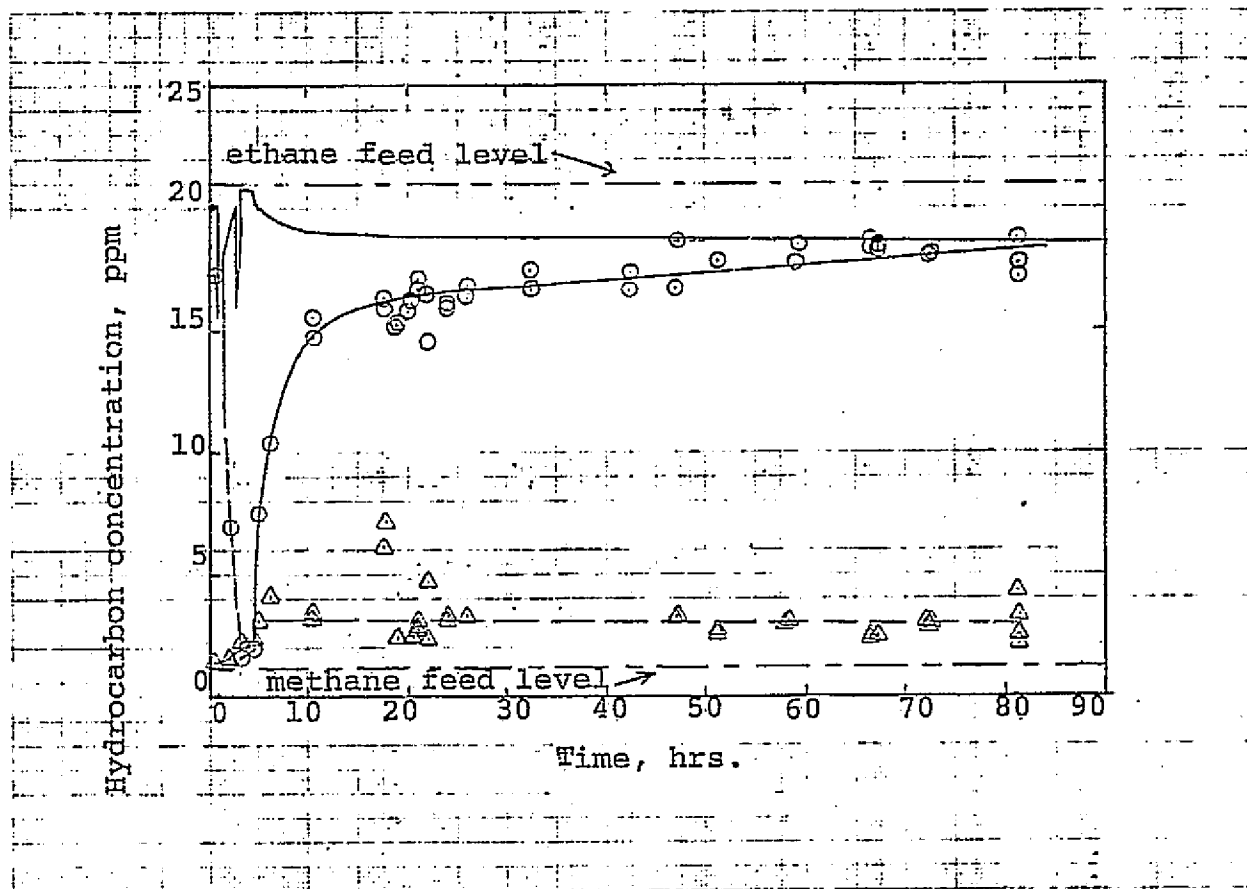 Hydrocarbon concentration, ppm
25
ethane feed level
20
15
10
5
0
methane feed level
0 10 20 30 40 50 60 70 80 90
Time, hrs.